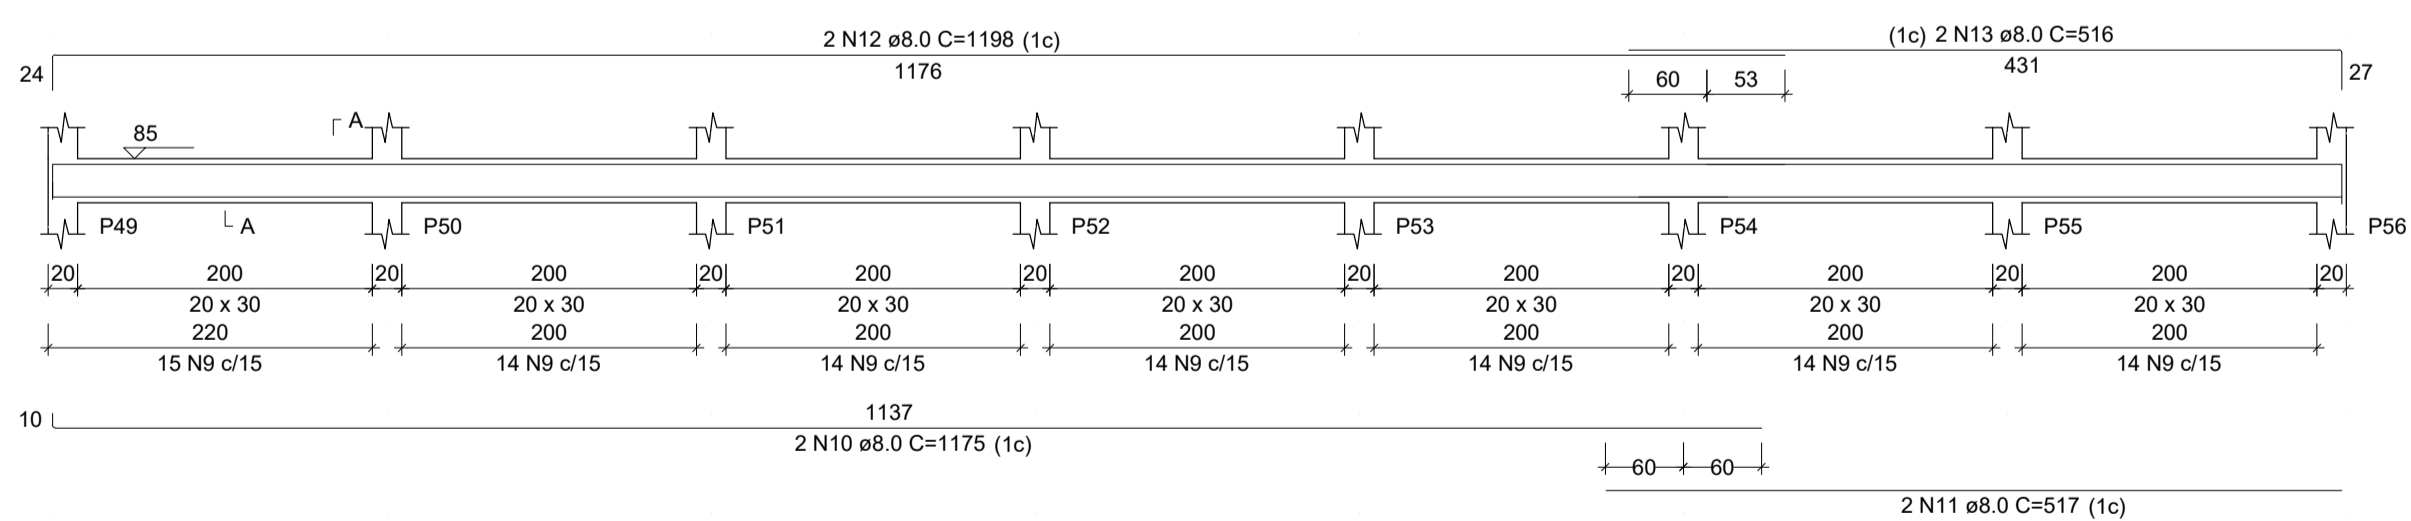 2 N12 ø8.0 C=1198 (1c)
(1c) 2 N13 ø8.0 C=516
24
1176
60
53
431
27
85
A
P49
A
P50
P51
P52
P53
P54
P55
P56
20 200 20 200 20 200 20 200 20 200 20 200 20 200 20
20 x 30 20 x 30 20 x 30 20 x 30 20 x 30 20 x 30 20 x 30
220 200 200 200 200 200 200
15 N9 c/15 14 N9 c/15 14 N9 c/15 14 N9 c/15 14 N9 c/15 14 N9 c/15 14 N9 c/15
10
1137
2 N10 ø8.0 C=1175 (1c)
60 60
2 N11 ø8.0 C=517 (1c)